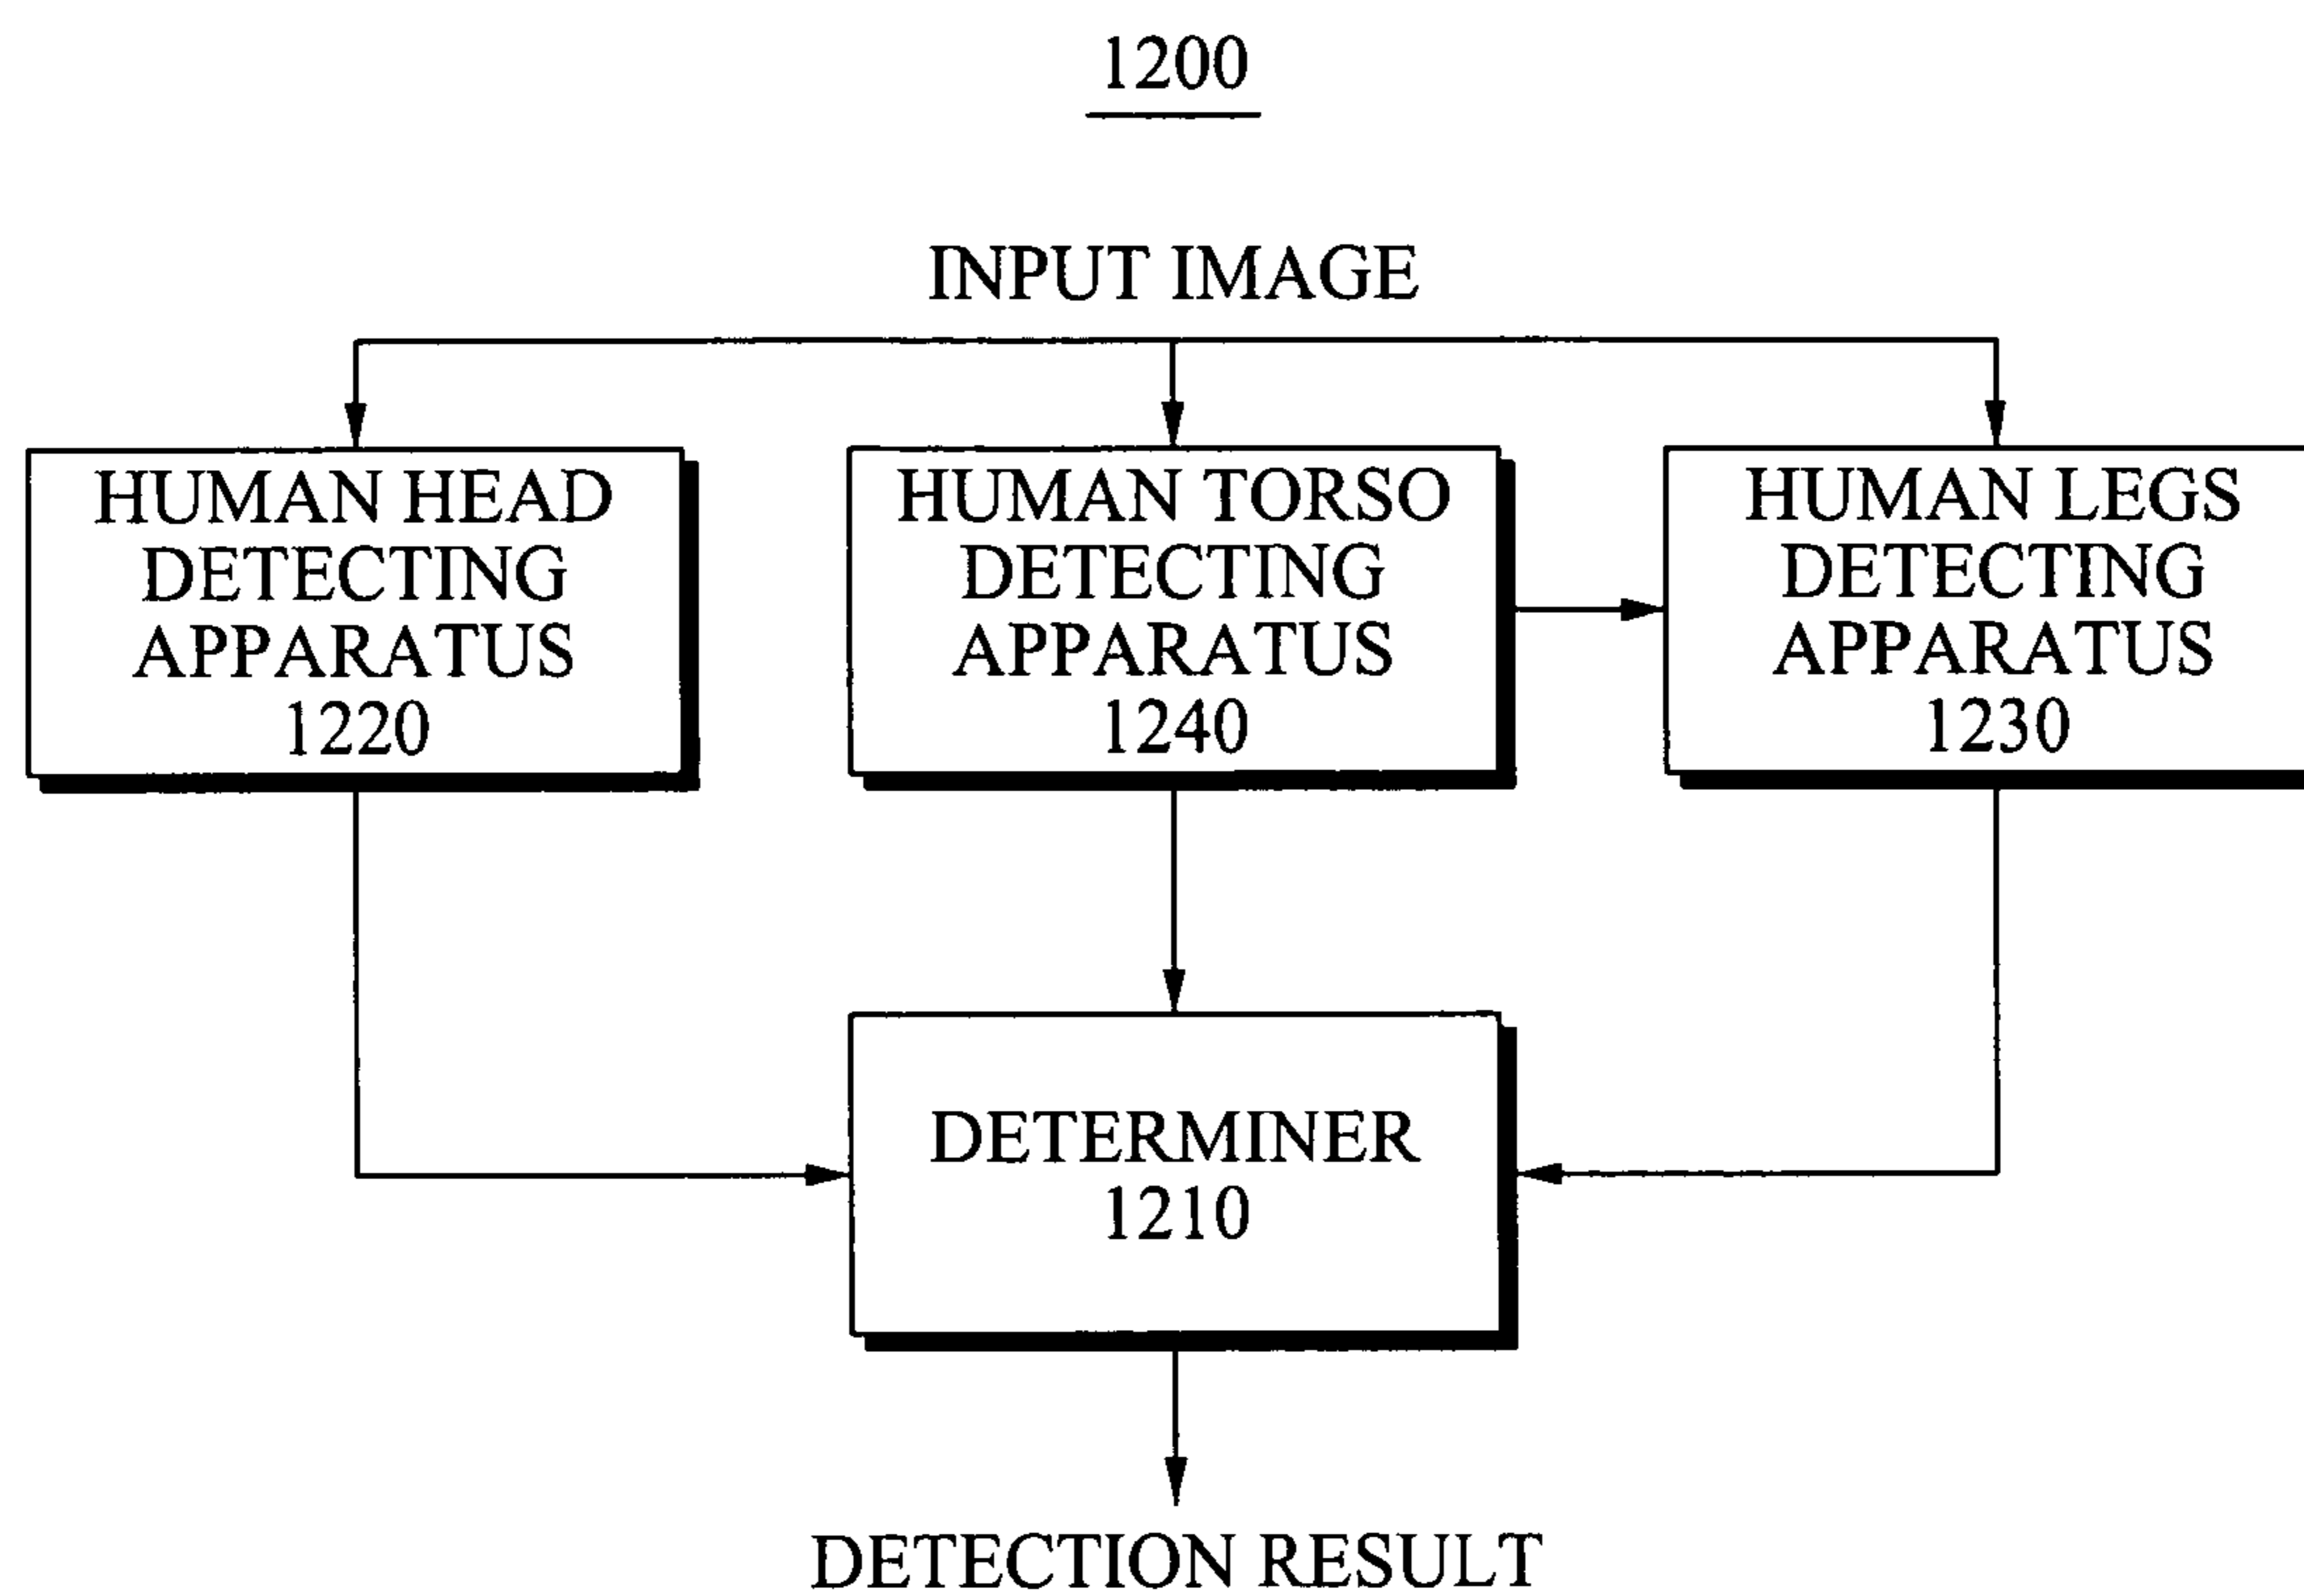 1200
INPUT IMAGE
HUMAN HEAD
DETECTING
APPARATUS
1220
HUMAN TORSO
DETECTING
APPARATUS
1240
HUMAN LEGS
DETECTING
APPARATUS
1230
DETERMINER
1210
DETECTION RESULT